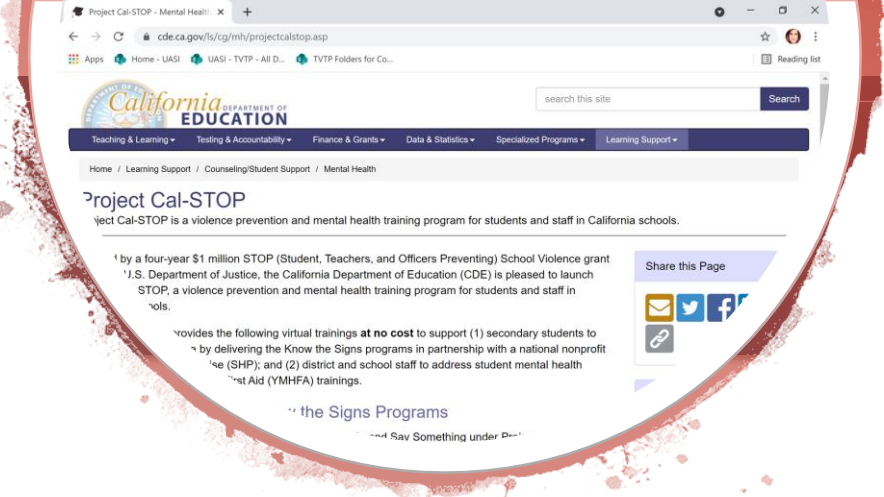 Project Cal-STOP - Mental Healt
cde.ca.gov/ls/cg/mh/projectcalstop.asp
Apps Home - UASI UASI - TVTP - All D... TVTP Folders for Co... Reading list
California DEPARTMENT OF
EDUCATION
search this site Search
Teaching & Learning Testing & Accountability Finance & Grants Data & Statistics Specialized Programs Learning Support
Home / Learning Support / Counseling/Student Support / Mental Health
Project Cal-STOP
ject Cal-STOP is a violence prevention and mental health training program for students and staff in California schools.
by a four-year $1 million STOP (Student, Teachers, and Officers Preventing) School Violence grant
U.S. Department of Justice, the California Department of Education (CDE) is pleased to launch
STOP, a violence prevention and mental health training program for students and staff in
ools.
Share this Page
rovides the following virtual trainings at no cost to support (1) secondary students to
by delivering the Know the Signs programs in partnership with a national nonprofit
(SHP); and (2) district and school staff to address student mental health
First Aid (YMHFA) trainings.
the Signs Programs
and Say Something under